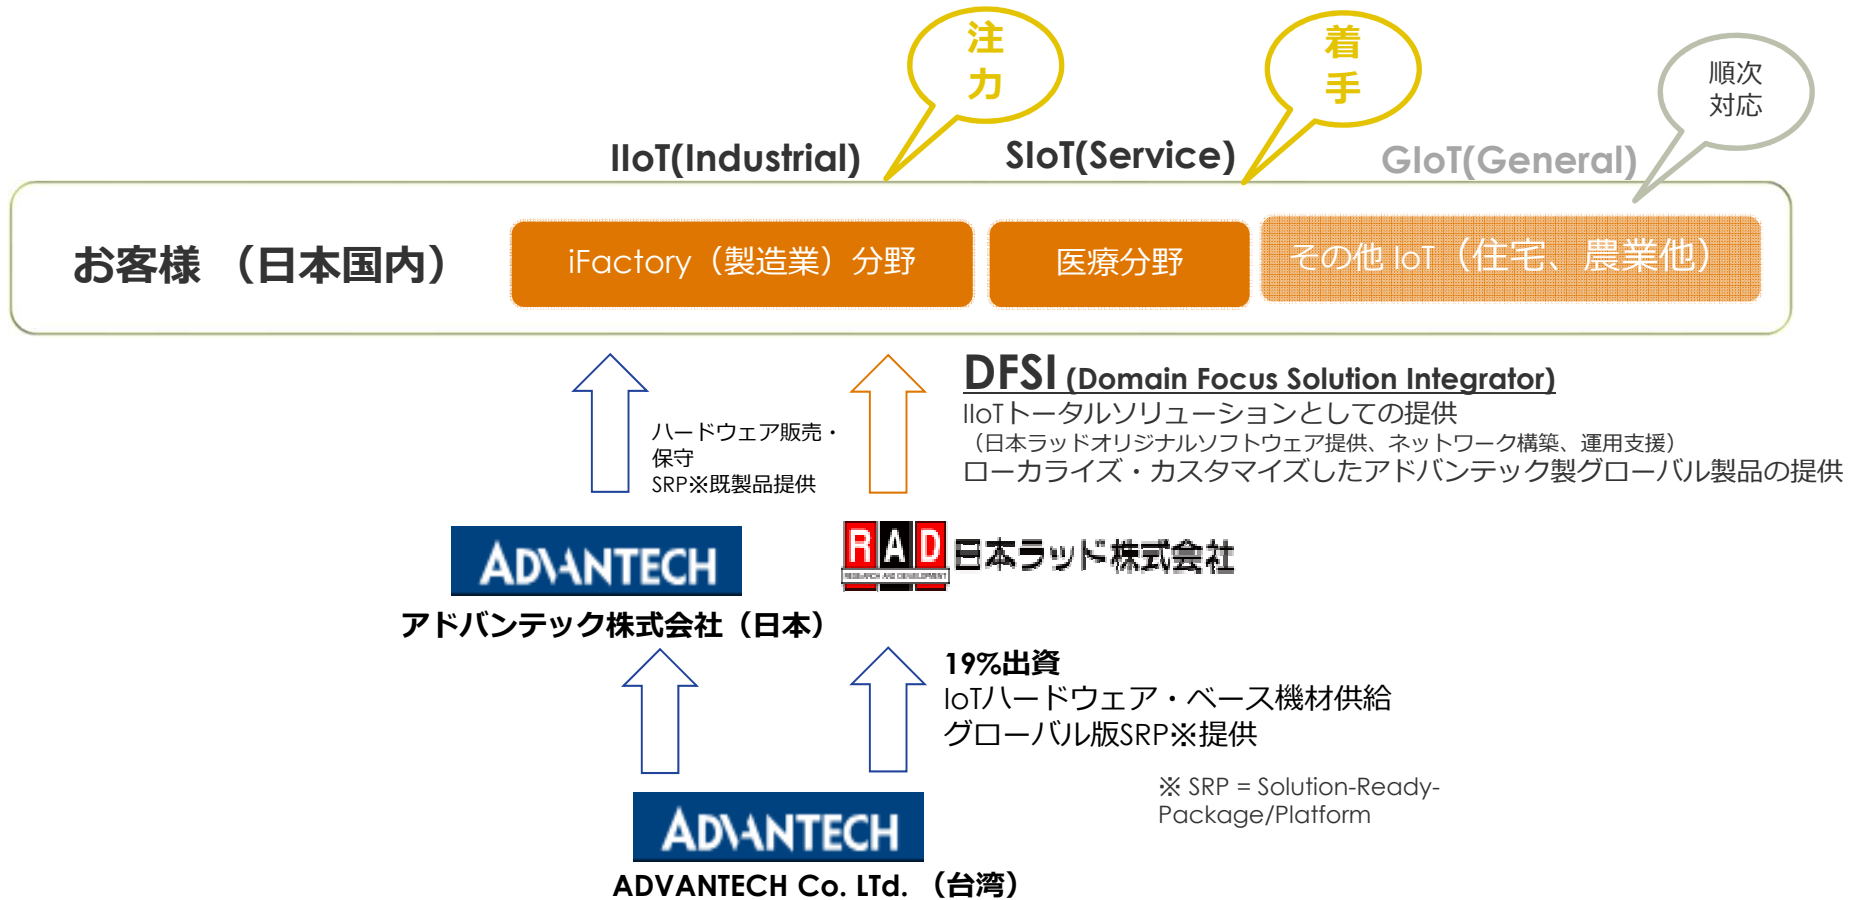 注
力
着
手
順次
対応
IIoT(Industrial)
SIoT(Service)
GIoT(General)
お客様 （日本国内）
iFactory（製造業）分野
医療分野
その他 IoT（住宅、農業他）
ハードウェア販売・
保守
SRP※既製品提供
DFSI (Domain Focus Solution Integrator)
IIoTトータルソリューションとしての提供
（日本ラッドオリジナルソフトウェア提供、ネットワーク構築、運用支援）
ローカライズ・カスタマイズしたアドバンテック製グローバル製品の提供
ADVANTECH
アドバンテック株式会社（日本）
RAD
RESEARCH AND DEVELOPMENT
日本ラッド株式会社
19%出資
IoTハードウェア・ベース機材供給
グローバル版SRP※提供
※ SRP = Solution-Ready-
Package/Platform
ADVANTECH
ADVANTECH Co. LTd. （台湾）